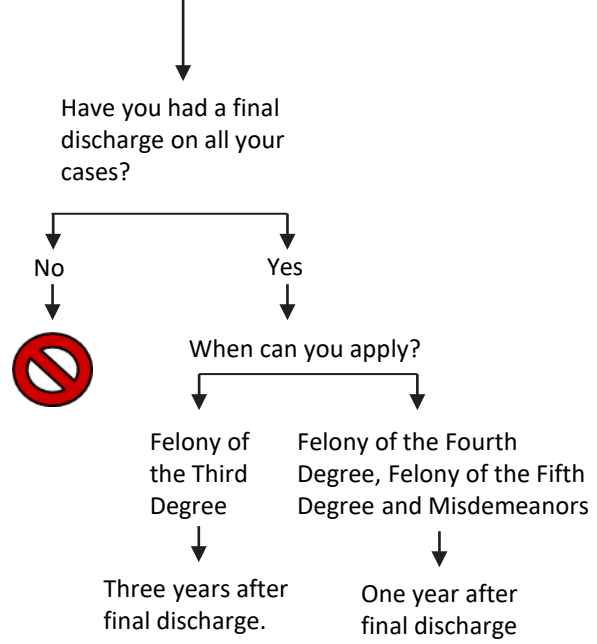 Have you had a final
discharge on all your
cases?
No
Yes
When can you apply?
Felony of
the Third
Degree
Felony of the Fourth
Degree, Felony of the Fifth
Degree and Misdemeanors
Three years after
final discharge.
One year after
final discharge